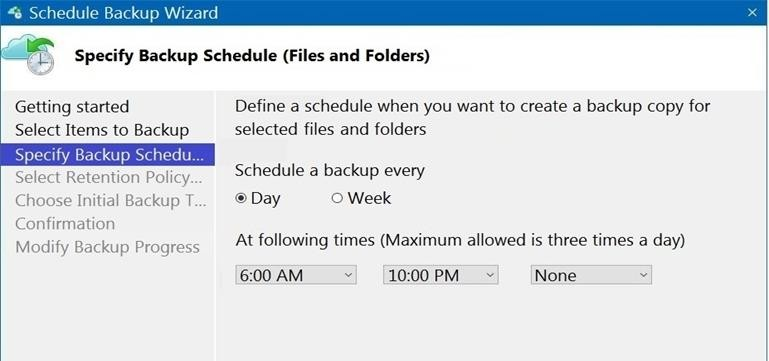 Schedule Backup Wizard
Specify Backup Schedule (Files and Folders)
Getting started
Select Items to Backup
Specify Backup Schedu...
Select Retention Policy...
Choose Initial Backup T...
Confirmation
Modify Backup Progress
Define a schedule when you want to create a backup copy for
selected files and folders
Schedule a backup every
Day Week
At following times (Maximum allowed is three times a day)
6:00 AM 10:00 PM None